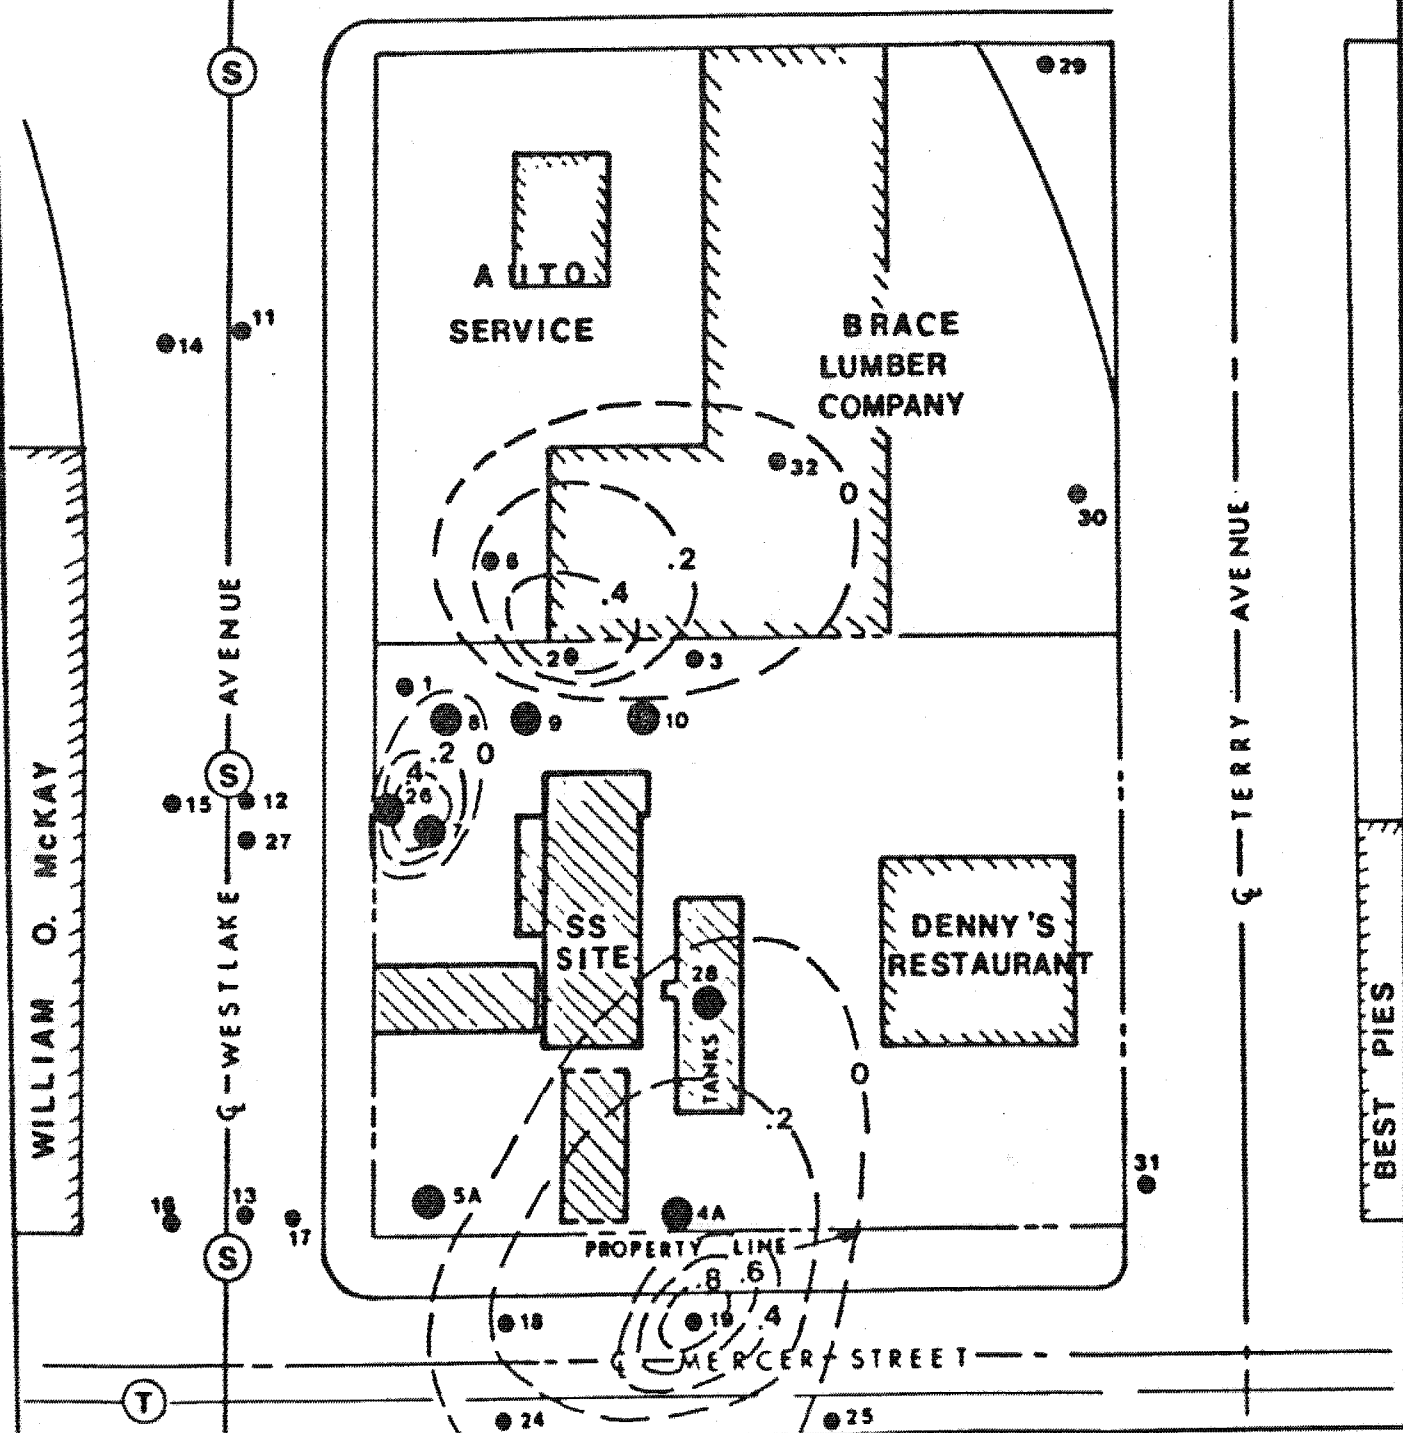 S
29
AUTO
SERVICE
11
14
BRACE
LUMBER
COMPANY
32
0
30
6
.2
.4
2
3
1
8
9
10
.2
0
.4
26
7
S
15
12
27
WILLIAM O. McKAY
℄ WESTLAKE AVENUE
℄ TERRY AVENUE
SS
SITE
28
TANKS
DENNY'S
RESTAURANT
BEST PIES
0
.2
31
5A
4A
16
13
17
S
PROPERTY LINE
.8
.6
18
19
.4
℄ MERCER STREET
T
24
25